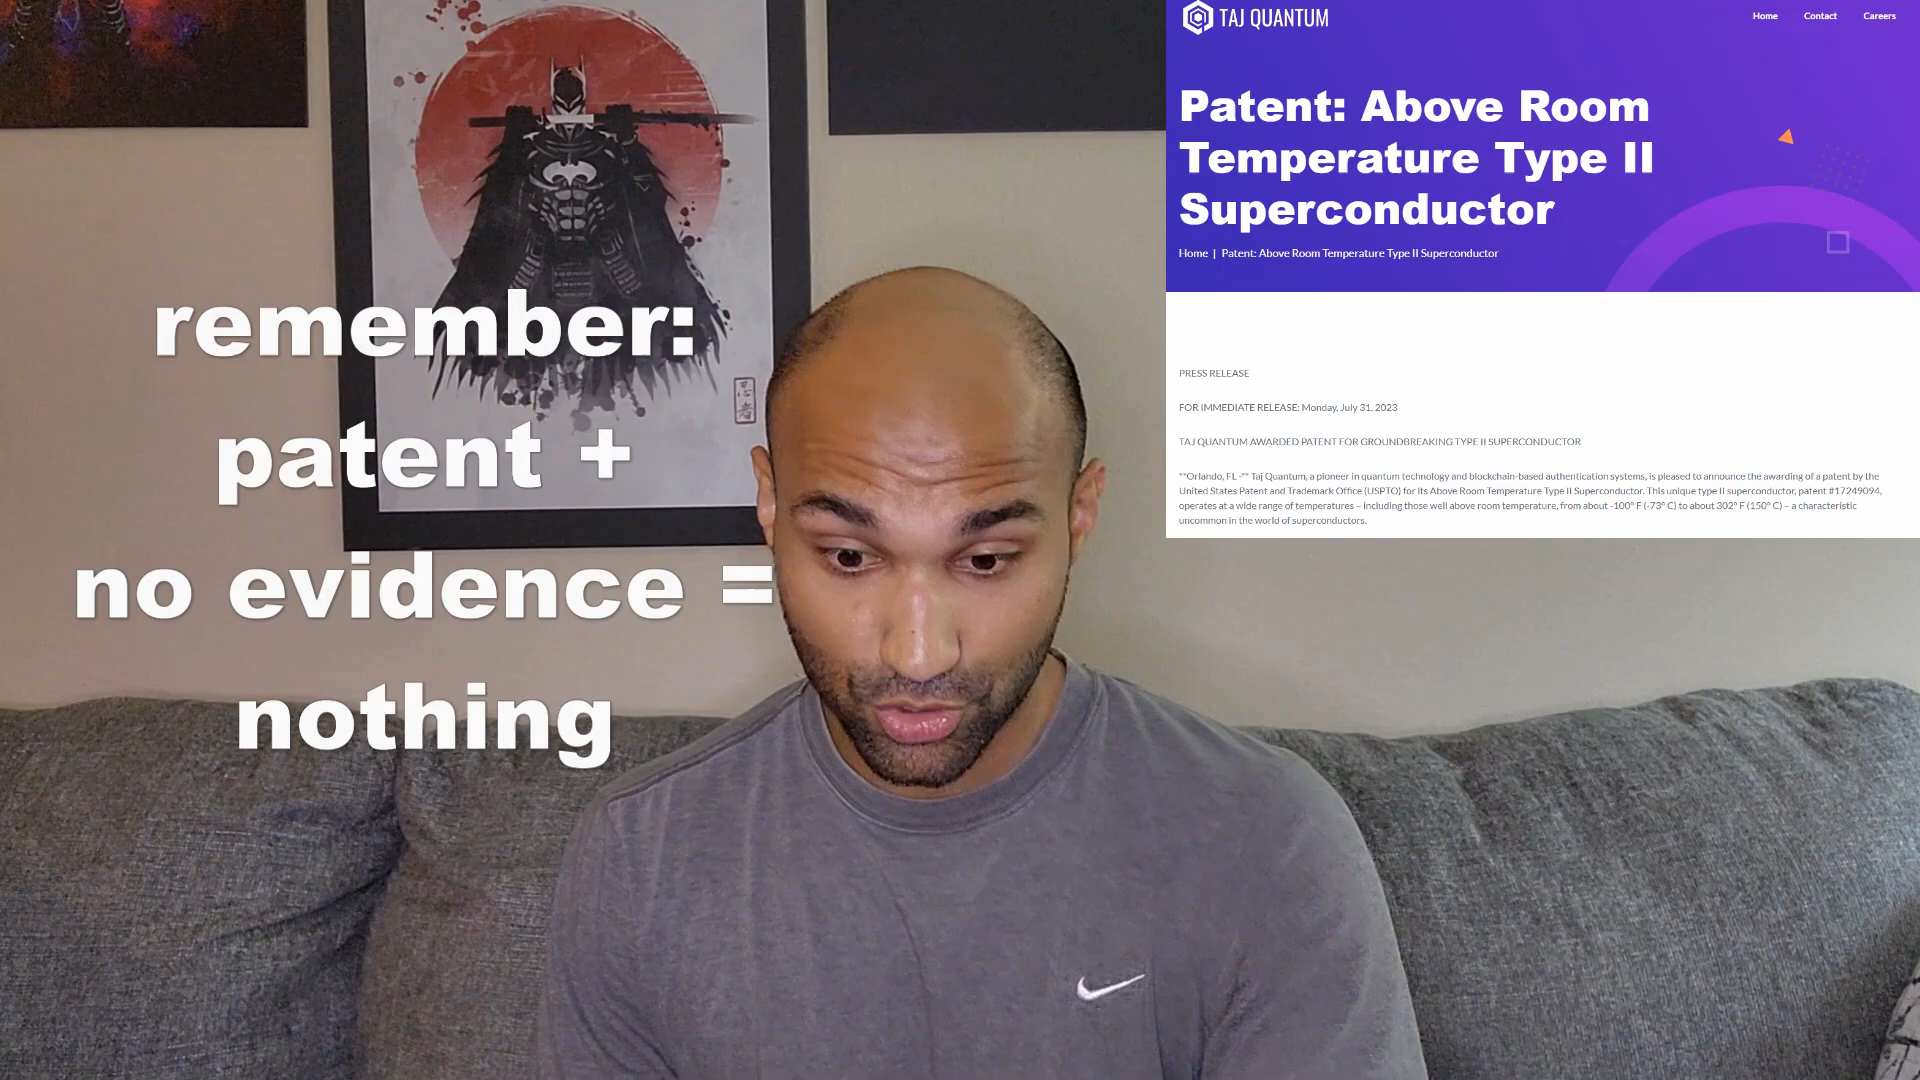 remember:
patent +
no evidence =
nothing
TAJ QUANTUM
Home Contact Careers
Patent: Above Room
Temperature Type II
Superconductor
Home | Patent: Above Room Temperature Type II Superconductor
PRESS RELEASE
FOR IMMEDIATE RELEASE: Monday, July 31, 2023
TAJ QUANTUM AWARDED PATENT FOR GROUNDBREAKING TYPE II SUPERCONDUCTOR
**Orlando, FL -** Taj Quantum, a pioneer in quantum technology and blockchain-based authentication systems, is pleased to announce the awarding of a patent by the
United States Patent and Trademark Office (USPTO) for its Above Room Temperature Type II Superconductor. This unique type II superconductor, patent #17249094,
operates at a wide range of temperatures – including those well above room temperature, from about -100° F (-73° C) to about 302° F (150° C) – a characteristic
uncommon in the world of superconductors.